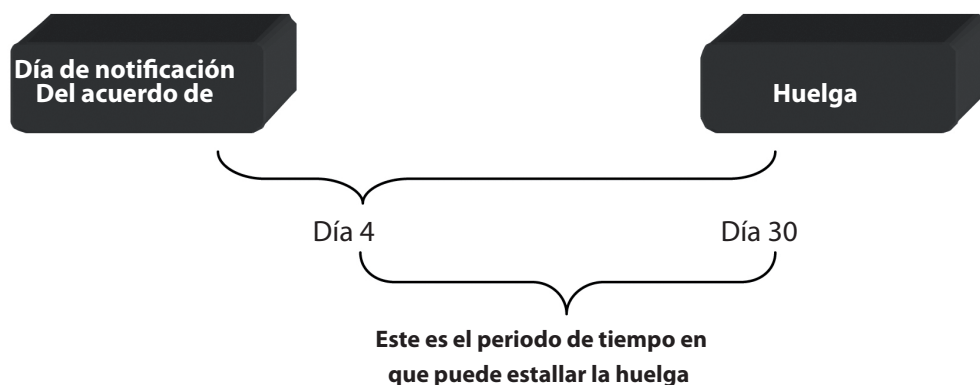 Día de notificación
Del acuerdo de
Huelga
Día 4
Día 30
Este es el periodo de tiempo en
que puede estallar la huelga